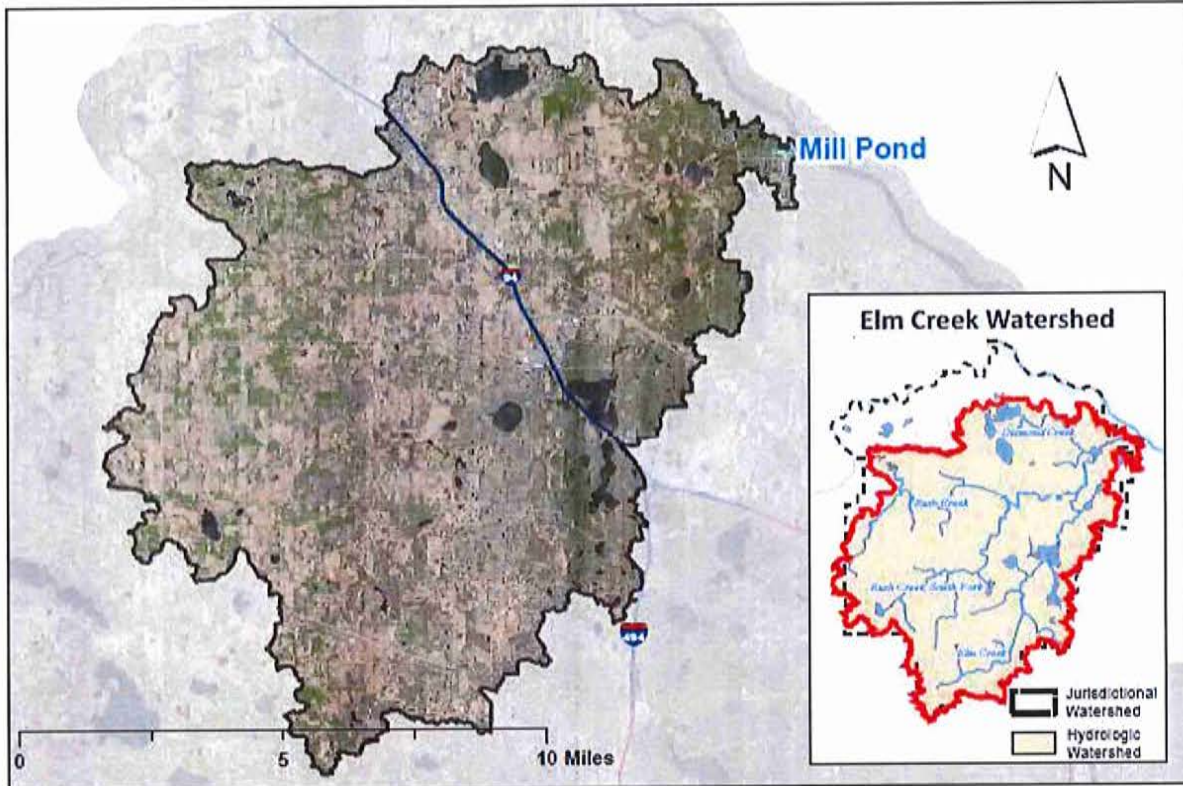 Mill Pond
N
94
494
0
5
10 Miles
Elm Creek Watershed
Diamond Creek
Rush Creek
Rush Creek, South Fork
Elm Creek
Jurisdictional
Watershed
Hydrologic
Watershed